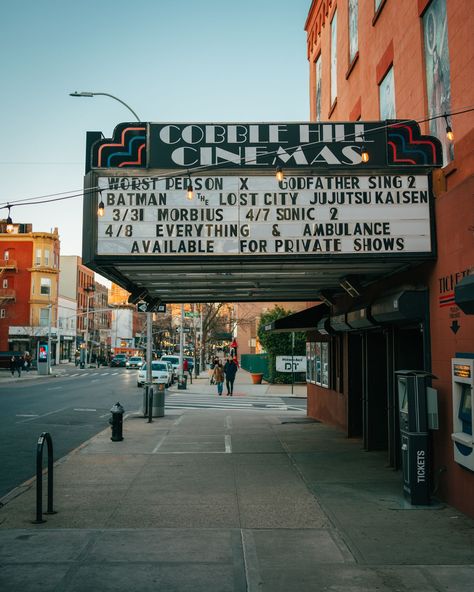 COBBLE HILL
CINEMAS
WORST PERSON X GODFATHER SING 2
BATMAN THE LOST CITY JUJUTSU KAISEN
3/31 MORBIUS 4/7 SONIC 2
4/8 EVERYTHING & AMBULANCE
AVAILABLE FOR PRIVATE SHOWS
TICKETS
TICKETS